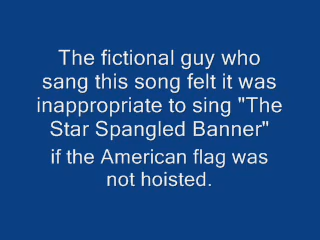 The fictional guy who
sang this song felt it was
inappropriate to sing "The
Star Spangled Banner"
if the American flag was
not hoisted.